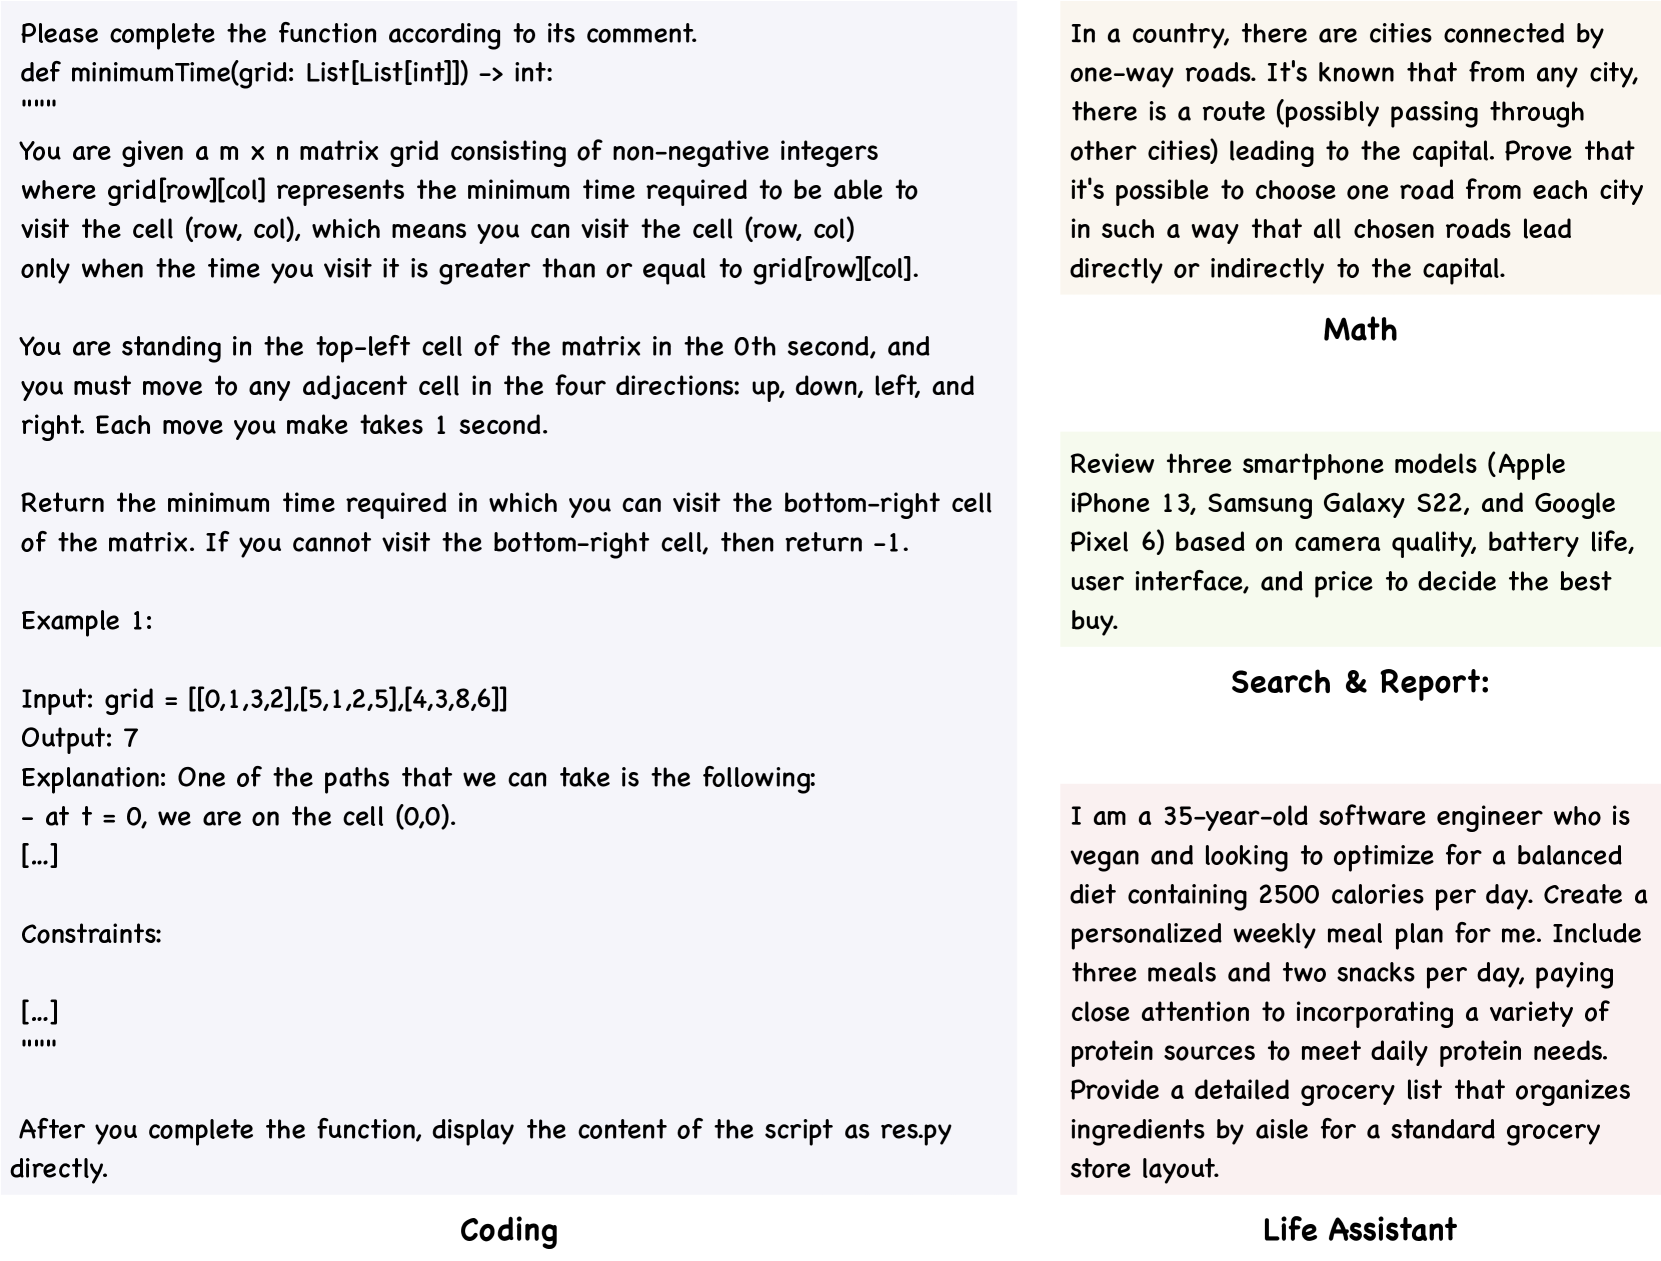 Please complete the function according to its comment.
def minimumTime(grid: List[List[int]]) -> int:
"""
You are given a m x n matrix grid consisting of non-negative integers
where grid[row][col] represents the minimum time required to be able to
visit the cell (row, col), which means you can visit the cell (row, col)
only when the time you visit it is greater than or equal to grid[row][col].
You are standing in the top-left cell of the matrix in the 0th second, and
you must move to any adjacent cell in the four directions: up, down, left, and
right. Each move you make takes 1 second.
Return the minimum time required in which you can visit the bottom-right cell
of the matrix. If you cannot visit the bottom-right cell, then return -1.
Example 1:
Input: grid = [[0,1,3,2],[5,1,2,5],[4,3,8,6]]
Output: 7
Explanation: One of the paths that we can take is the following:
- at t = 0, we are on the cell (0,0).
[...]
Constraints:
[...]
"""
After you complete the function, display the content of the script as res.py
directly.
Coding
In a country, there are cities connected by
one-way roads. It's known that from any city,
there is a route (possibly passing through
other cities) leading to the capital. Prove that
it's possible to choose one road from each city
in such a way that all chosen roads lead
directly or indirectly to the capital.
Math
Review three smartphone models (Apple
iPhone 13, Samsung Galaxy S22, and Google
Pixel 6) based on camera quality, battery life,
user interface, and price to decide the best
buy.
Search & Report:
I am a 35-year-old software engineer who is
vegan and looking to optimize for a balanced
diet containing 2500 calories per day. Create a
personalized weekly meal plan for me. Include
three meals and two snacks per day, paying
close attention to incorporating a variety of
protein sources to meet daily protein needs.
Provide a detailed grocery list that organizes
ingredients by aisle for a standard grocery
store layout.
Life Assistant